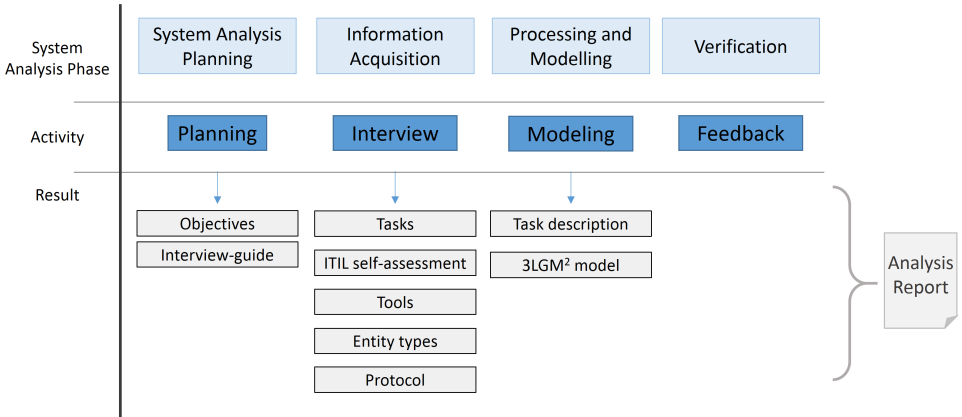 System
Analysis Phase
System Analysis
Planning
Information
Acquisition
Processing and
Modelling
Verification
Activity
Planning
Interview
Modeling
Feedback
Result
Objectives
Interview-guide
Tasks
ITIL self-assessment
Tools
Entity types
Protocol
Task description
3LGM² model
Analysis
Report